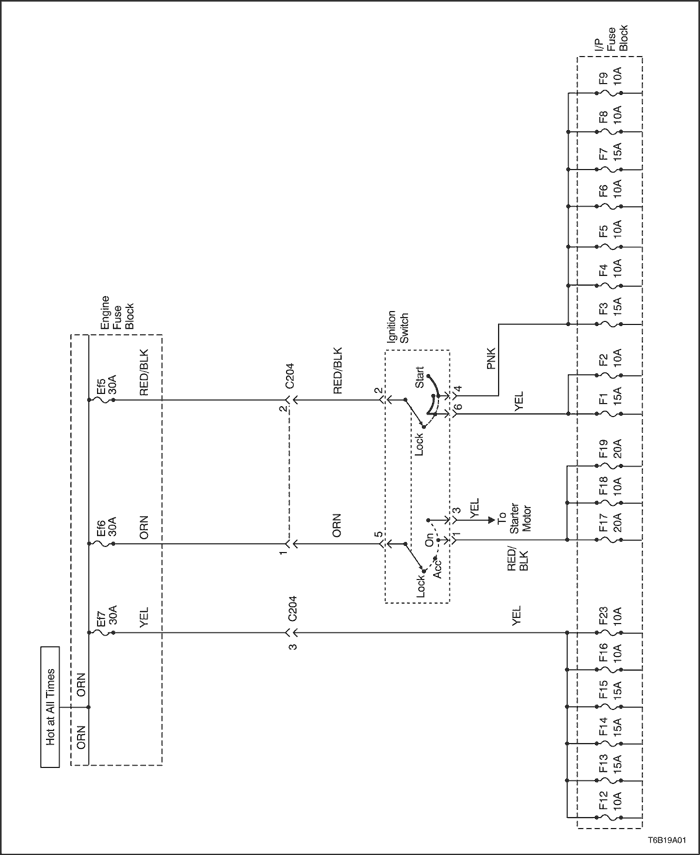 Hot at All Times
ORN
ORN
Engine
Fuse
Block
Ef7
30A
YEL
Ef6
30A
ORN
Ef5
30A
RED/BLK
3
C204
1
2
C204
ORN
RED/BLK
Ignition
Switch
5
2
Lock
Acc
On
Lock
Start
1
3
6
4
RED/
BLK
YEL
To
Starter
Motor
YEL
PNK
YEL
I/P
Fuse
Block
F12
10A
F13
15A
F14
15A
F15
15A
F16
10A
F23
10A
F17
20A
F18
10A
F19
20A
F1
15A
F2
10A
F3
15A
F4
10A
F5
10A
F6
10A
F7
15A
F8
10A
F9
10A
T6B19A01